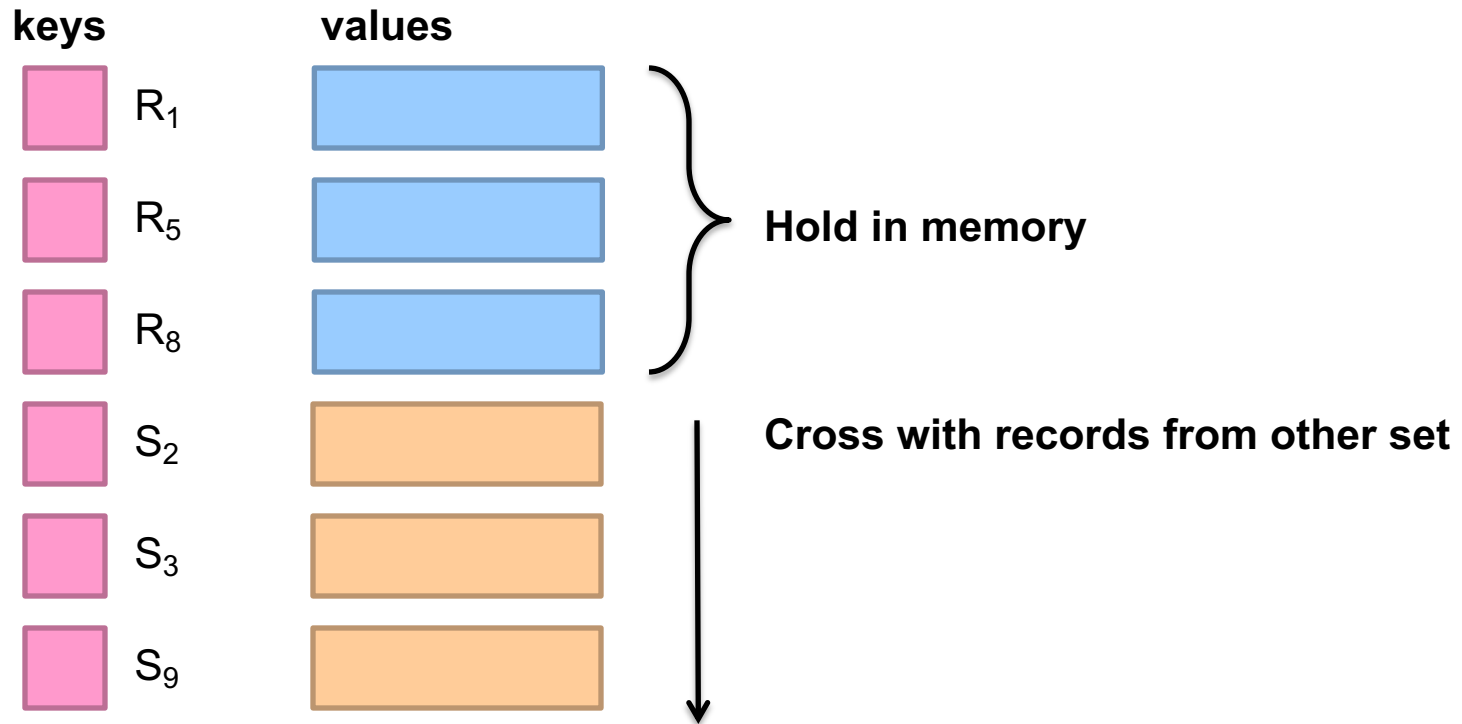 keys values
R₁
R₅
Hold in memory
R₈
S₂
Cross with records from other set
S₃
S₉